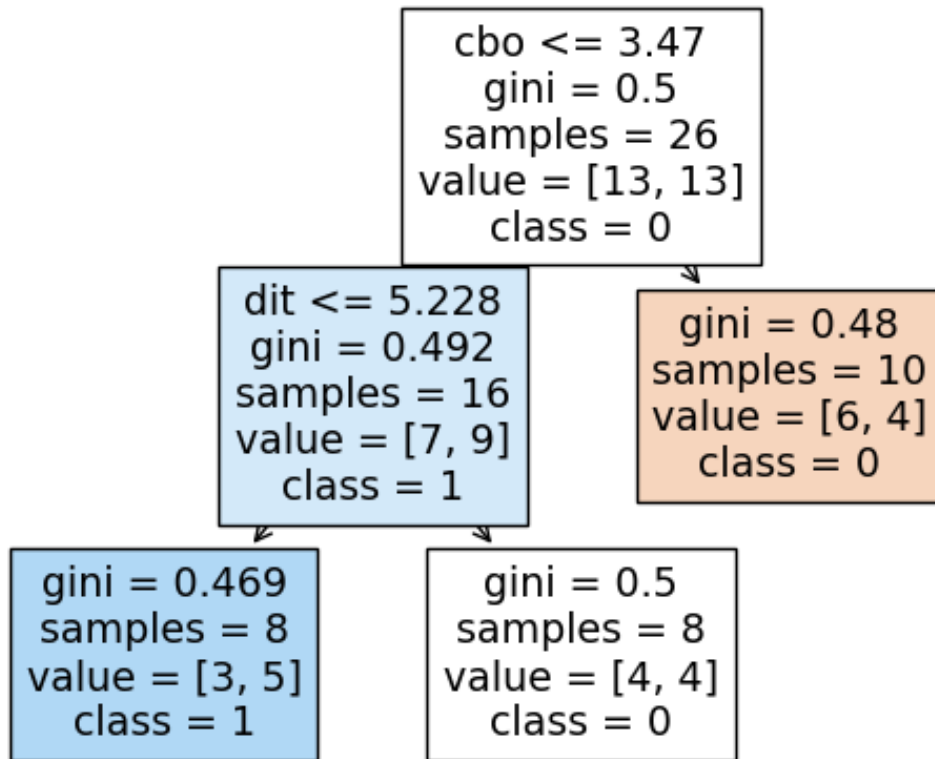 cbo <= 3.47
gini = 0.5
samples = 26
value = [13, 13]
class = 0
dit <= 5.228
gini = 0.492
samples = 16
value = [7, 9]
class = 1
gini = 0.48
samples = 10
value = [6, 4]
class = 0
gini = 0.469
samples = 8
value = [3, 5]
class = 1
gini = 0.5
samples = 8
value = [4, 4]
class = 0